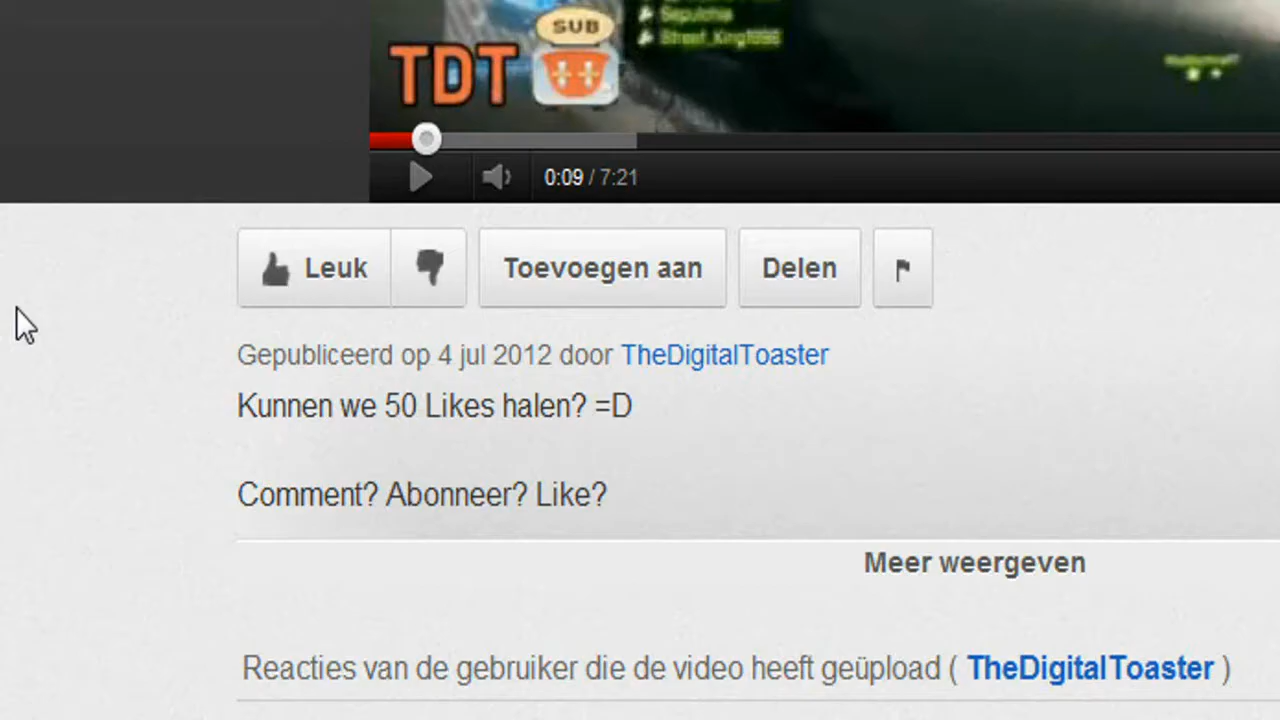 SUB
TDT
Street_King1996
0:09 / 7:21
Leuk
Toevoegen aan
Delen
Gepubliceerd op 4 jul 2012 door TheDigitalToaster
Kunnen we 50 Likes halen? =D
Comment? Abonneer? Like?
Meer weergeven
Reacties van de gebruiker die de video heeft geüpload ( TheDigitalToaster )